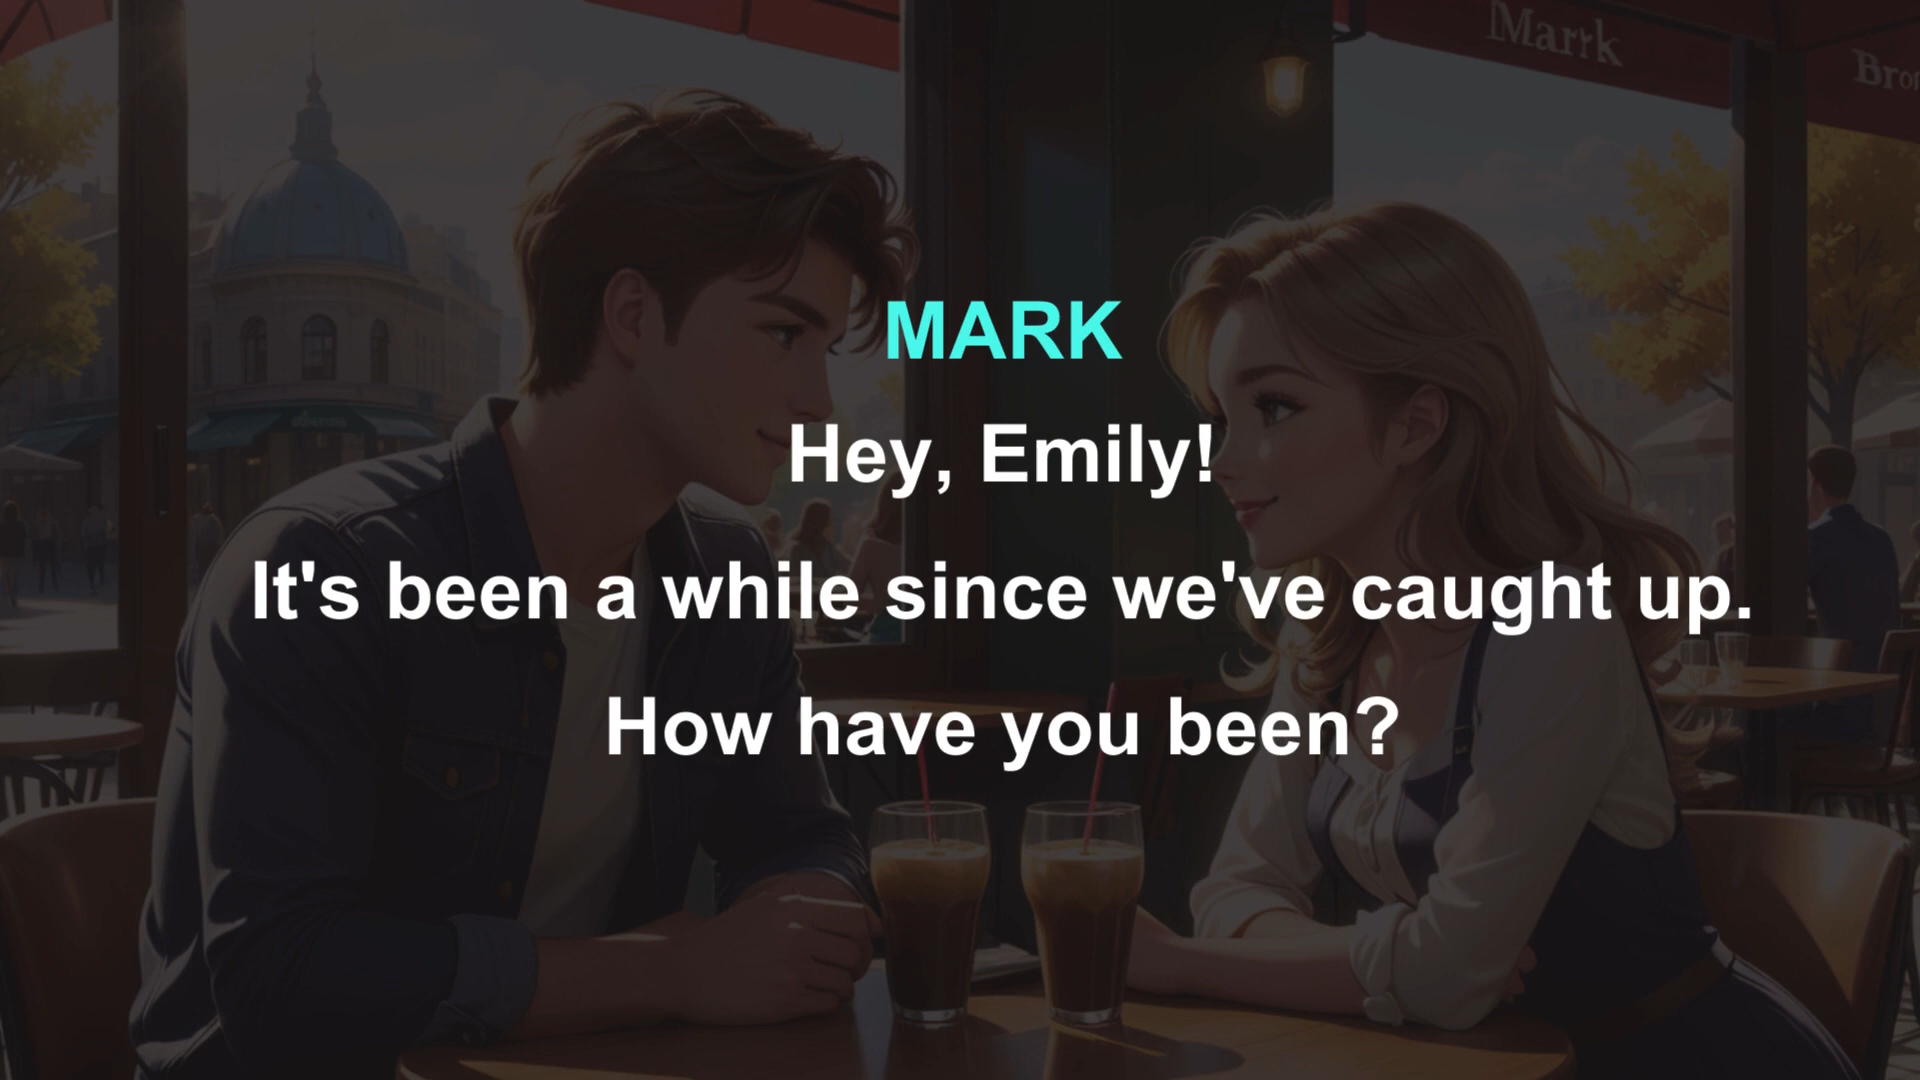 Marrk
MARK
Hey, Emily!
It's been a while since we've caught up.
How have you been?